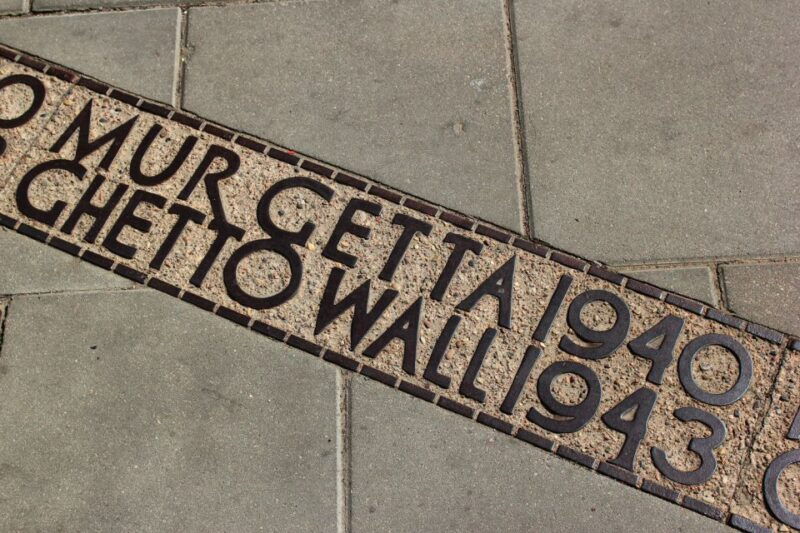 MUR GETTA 1940
GHETTO WALL 1943